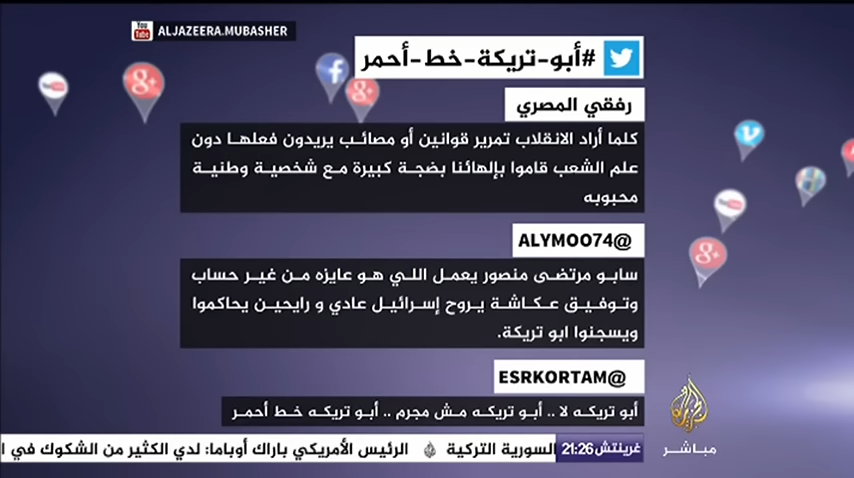 You Tube ALJAZEERA.MUBASHER
#أبو-تريكة-خط-أحمر
رفقي المصري
كلما أراد الانقلاب تمرير قوانين أو مصائب يريدون فعلها دون
علم الشعب قاموا بإلهائنا بضجة كبيرة مع شخصية وطنية
محبوبه
@ALYMOO74
سابو مرتضى منصور يعمل اللي هو عايزه من غير حساب
وتوفيق عكاشة يروح إسرائيل عادي و رايحين يحاكموا
ويسجنوا ابو تريكة.
@ESRKORTAM
أبو تريكه لا .. أبو تريكه مش مجرم .. أبو تريكه خط أحمر
الجزيرة
مباشر
غرينتش 21:26 السورية التركية الرئيس الأمريكي باراك أوباما: لدي الكثير من الشكوك في